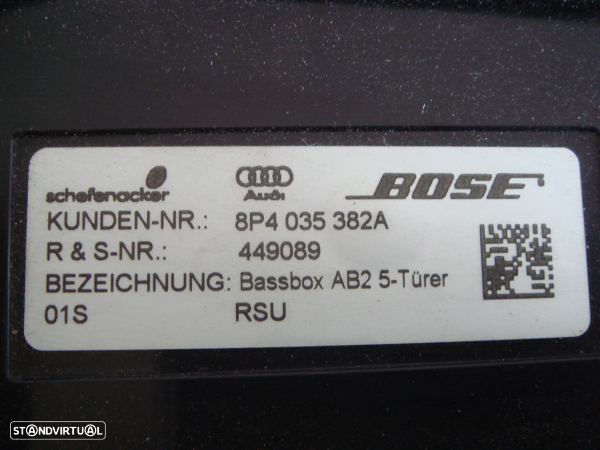 schefenacker Audi BOSE
KUNDEN-NR.: 8P4 035 382A
R & S-NR.: 449089
BEZEICHNUNG: Bassbox AB2 5-Türer
01S RSU
STANDVIRTUAL